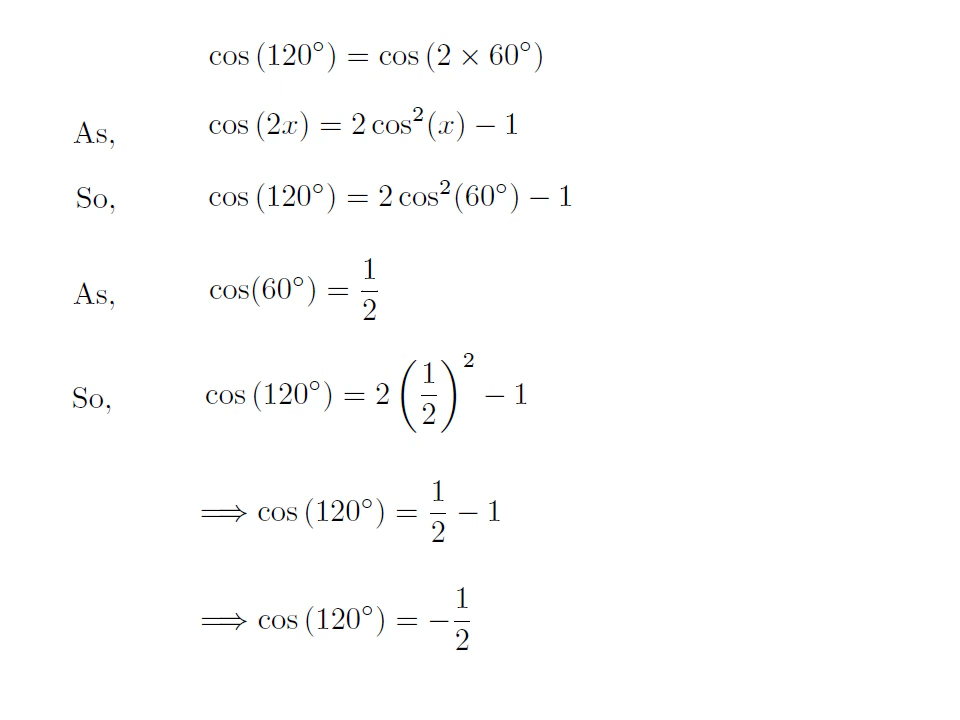 cos (120°) = cos (2 × 60°)
As, cos (2x) = 2 cos²(x) − 1
So, cos (120°) = 2 cos²(60°) − 1
As, cos(60°) = 1/2
So, cos (120°) = 2 (1/2)² − 1
⟹ cos (120°) = 1/2 − 1
⟹ cos (120°) = −1/2